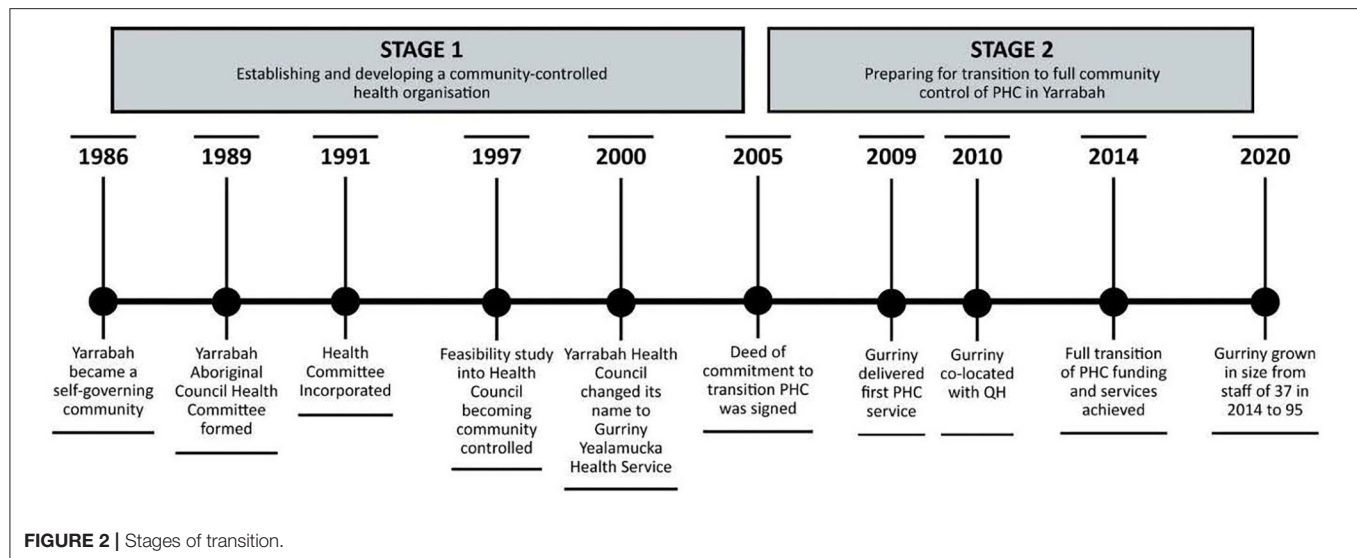 STAGE 1
Establishing and developing a community-controlled
health organisation
STAGE 2
Preparing for transition to full community
control of PHC in Yarrabah
1986
1989
1991
1997
2000
2005
2009
2010
2014
2020
Yarrabah
became a
self-governing
community
Yarrabah
Aboriginal
Council Health
Committee
formed
Health
Committee
Incorporated
Feasibility study
into Health
Council
becoming
community
controlled
Yarrabah Health
Council
changed its
name to
Gurriny
Yealamucka
Health Service
Deed of
commitment to
transition PHC
was signed
Gurriny
delivered
first PHC
service
Gurriny
co-located
with QH
Full transition
of PHC funding
and services
achieved
Gurriny grown
in size from
staff of 37 in
2014 to 95
FIGURE 2 | Stages of transition.